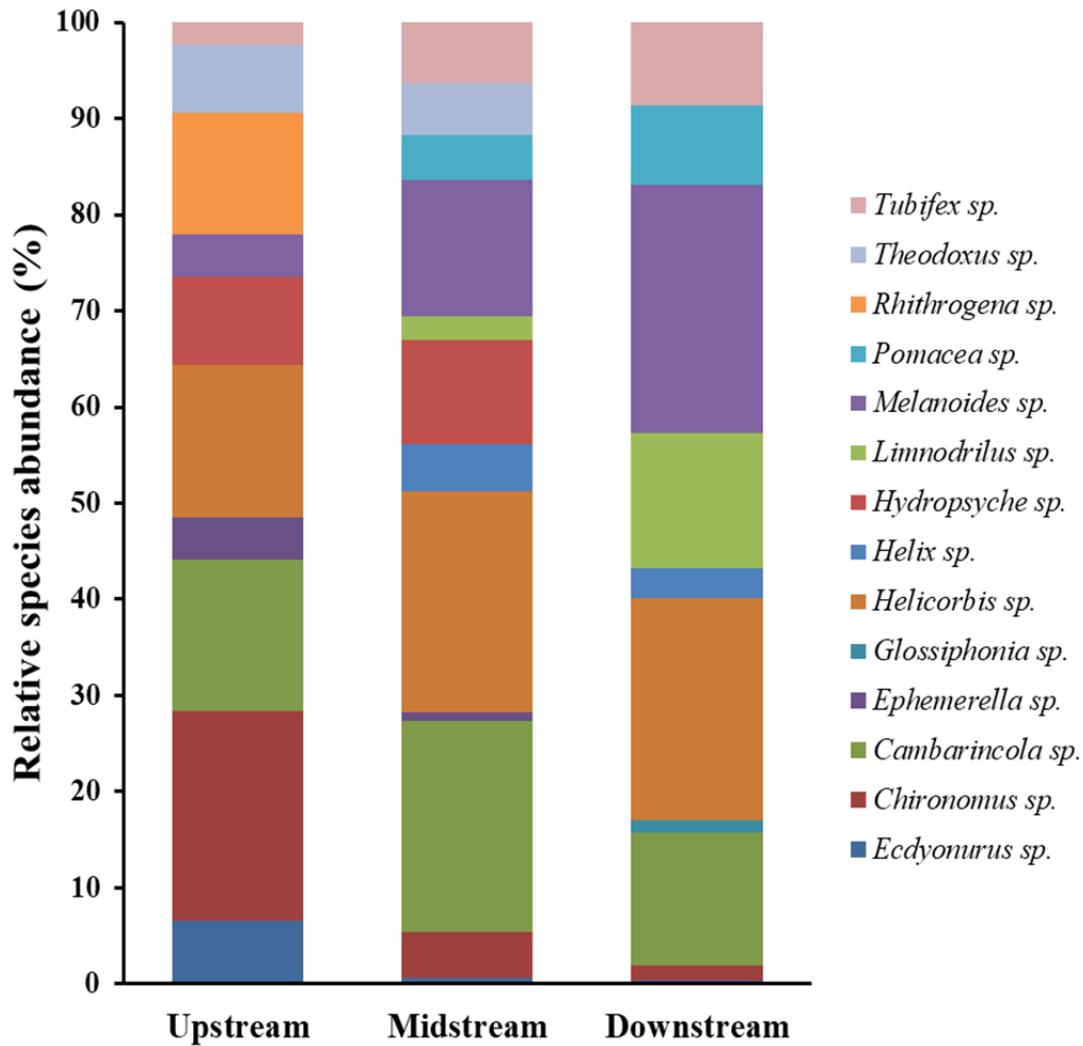 Relative species abundance (%)
100
90
80
70
60
50
40
30
20
10
0
Upstream
Midstream
Downstream
Tubifex sp.
Theodoxus sp.
Rhithrogena sp.
Pomacea sp.
Melanoides sp.
Limnodrilus sp.
Hydropsyche sp.
Helix sp.
Helicorbis sp.
Glossiphonia sp.
Ephemerella sp.
Cambarincola sp.
Chironomus sp.
Ecdyonurus sp.